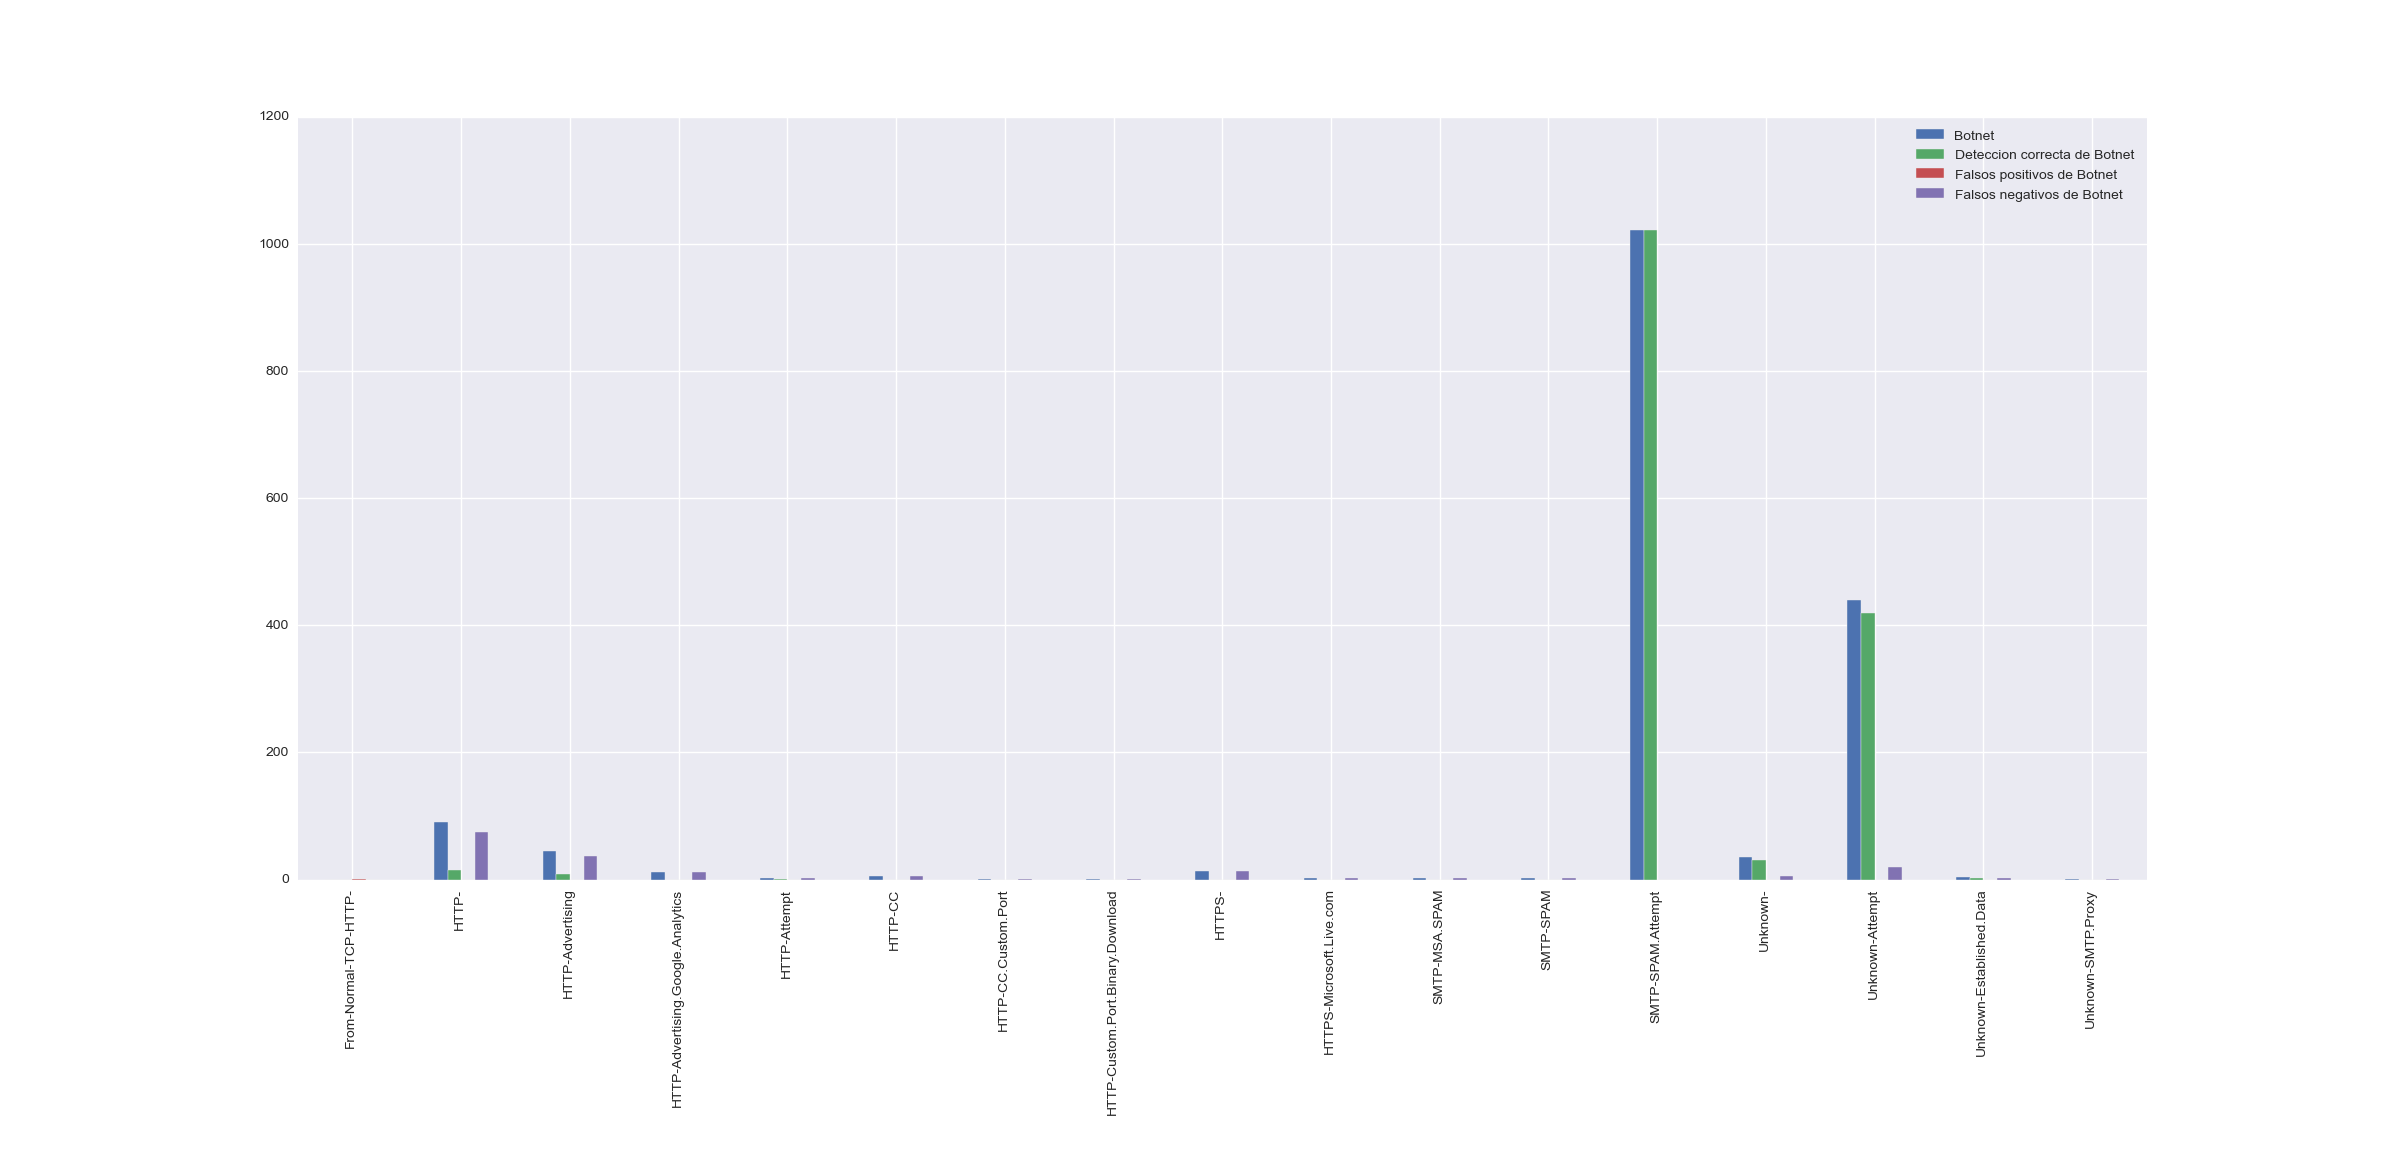 1200
1000
800
600
400
200
0
Botnet
Deteccion correcta de Botnet
Falsos positivos de Botnet
Falsos negativos de Botnet
From-Normal-TCP-HTTP-
HTTP-
HTTP-Advertising
HTTP-Advertising.Google.Analytics
HTTP-Attempt
HTTP-CC
HTTP-CC.Custom.Port
HTTP-Custom.Port.Binary.Download
HTTPS-
HTTPS-Microsoft.Live.com
SMTP-MSA.SPAM
SMTP-SPAM
SMTP-SPAM.Attempt
Unknown-
Unknown-Attempt
Unknown-Established.Data
Unknown-SMTP.Proxy